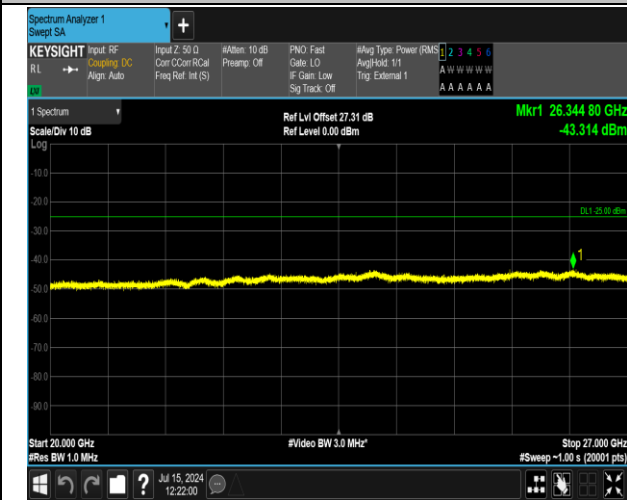 Spectrum Analyzer 1
Swept SA
+
KEYSIGHT
RL
Input: RF
Coupling: DC
Align: Auto
Input Z: 50 Ω
Corr CCorr RCal
Freq Ref: Int (S)
#Atten: 10 dB
Preamp: Off
PNO: Fast
Gate: LO
IF Gain: Low
Sig Track: Off
#Avg Type: Power (RMS
Avg|Hold: 1/1
Trig: External 1
1 2 3 4 5 6
A W W W W W
A A A A A A
1 Spectrum
Scale/Div 10 dB
Log
Ref Lvl Offset 27.31 dB
Ref Level 0.00 dBm
Mkr1 26.344 80 GHz
-43.314 dBm
-10.0
-20.0
DL1 -25.00 dBm
-30.0
-40.0
1
-50.0
-60.0
-70.0
-80.0
-90.0
Start 20.000 GHz
#Res BW 1.0 MHz
#Video BW 3.0 MHz*
Stop 27.000 GHz
#Sweep ~1.00 s (20001 pts)
?
Jul 15, 2024
12:22:00